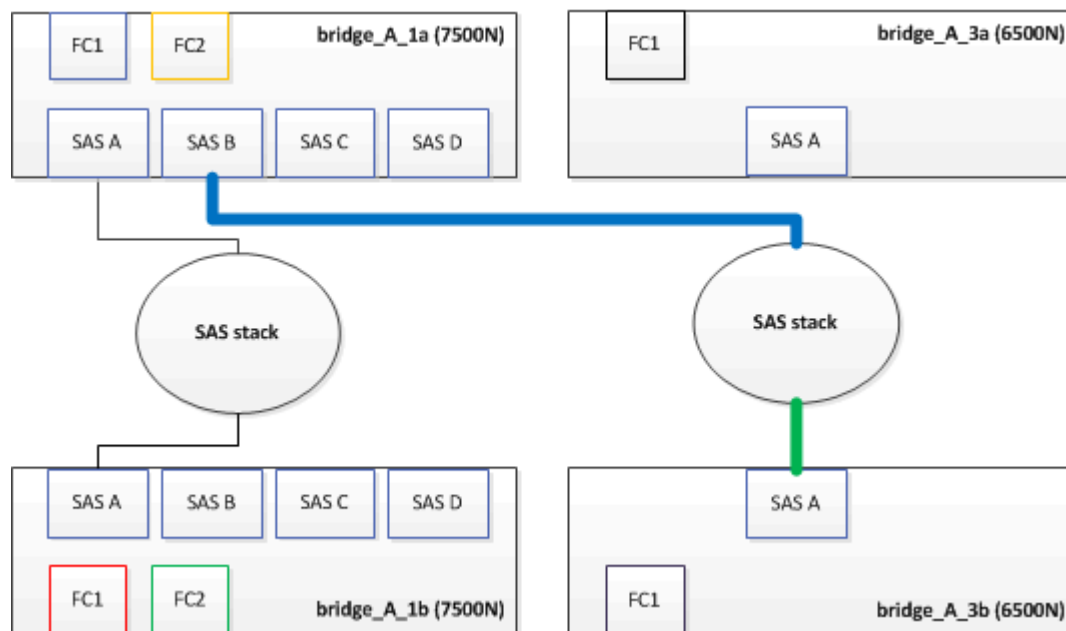 FC1
FC2
bridge_A_1a (7500N)
SAS A
SAS B
SAS C
SAS D
FC1
bridge_A_3a (6500N)
SAS A
SAS stack
SAS stack
SAS A
SAS B
SAS C
SAS D
FC1
FC2
bridge_A_1b (7500N)
SAS A
FC1
bridge_A_3b (6500N)